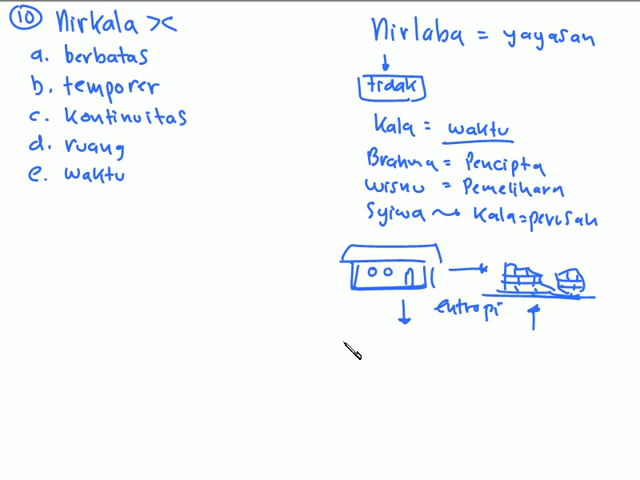 10 Nirkala ><
a. berbatas
b. temporer
c. kontinuitas
d. ruang
e. waktu
Nirlaba = yayasan
tidak
Kala = waktu
Brahma = Pencipta
wisnu = Pemelihara
Syiwa ~> Kala=perusak
entropi